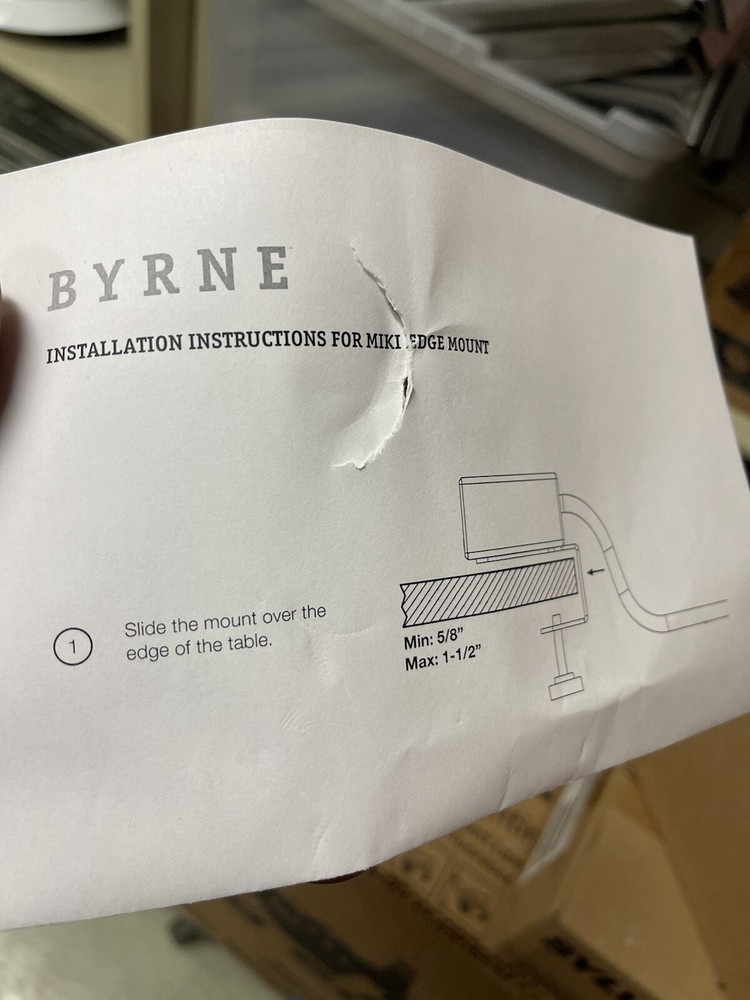 BYRNE
INSTALLATION INSTRUCTIONS FOR MIKI EDGE MOUNT
1
Slide the mount over the
edge of the table.
Min: 5/8”
Max: 1-1/2”